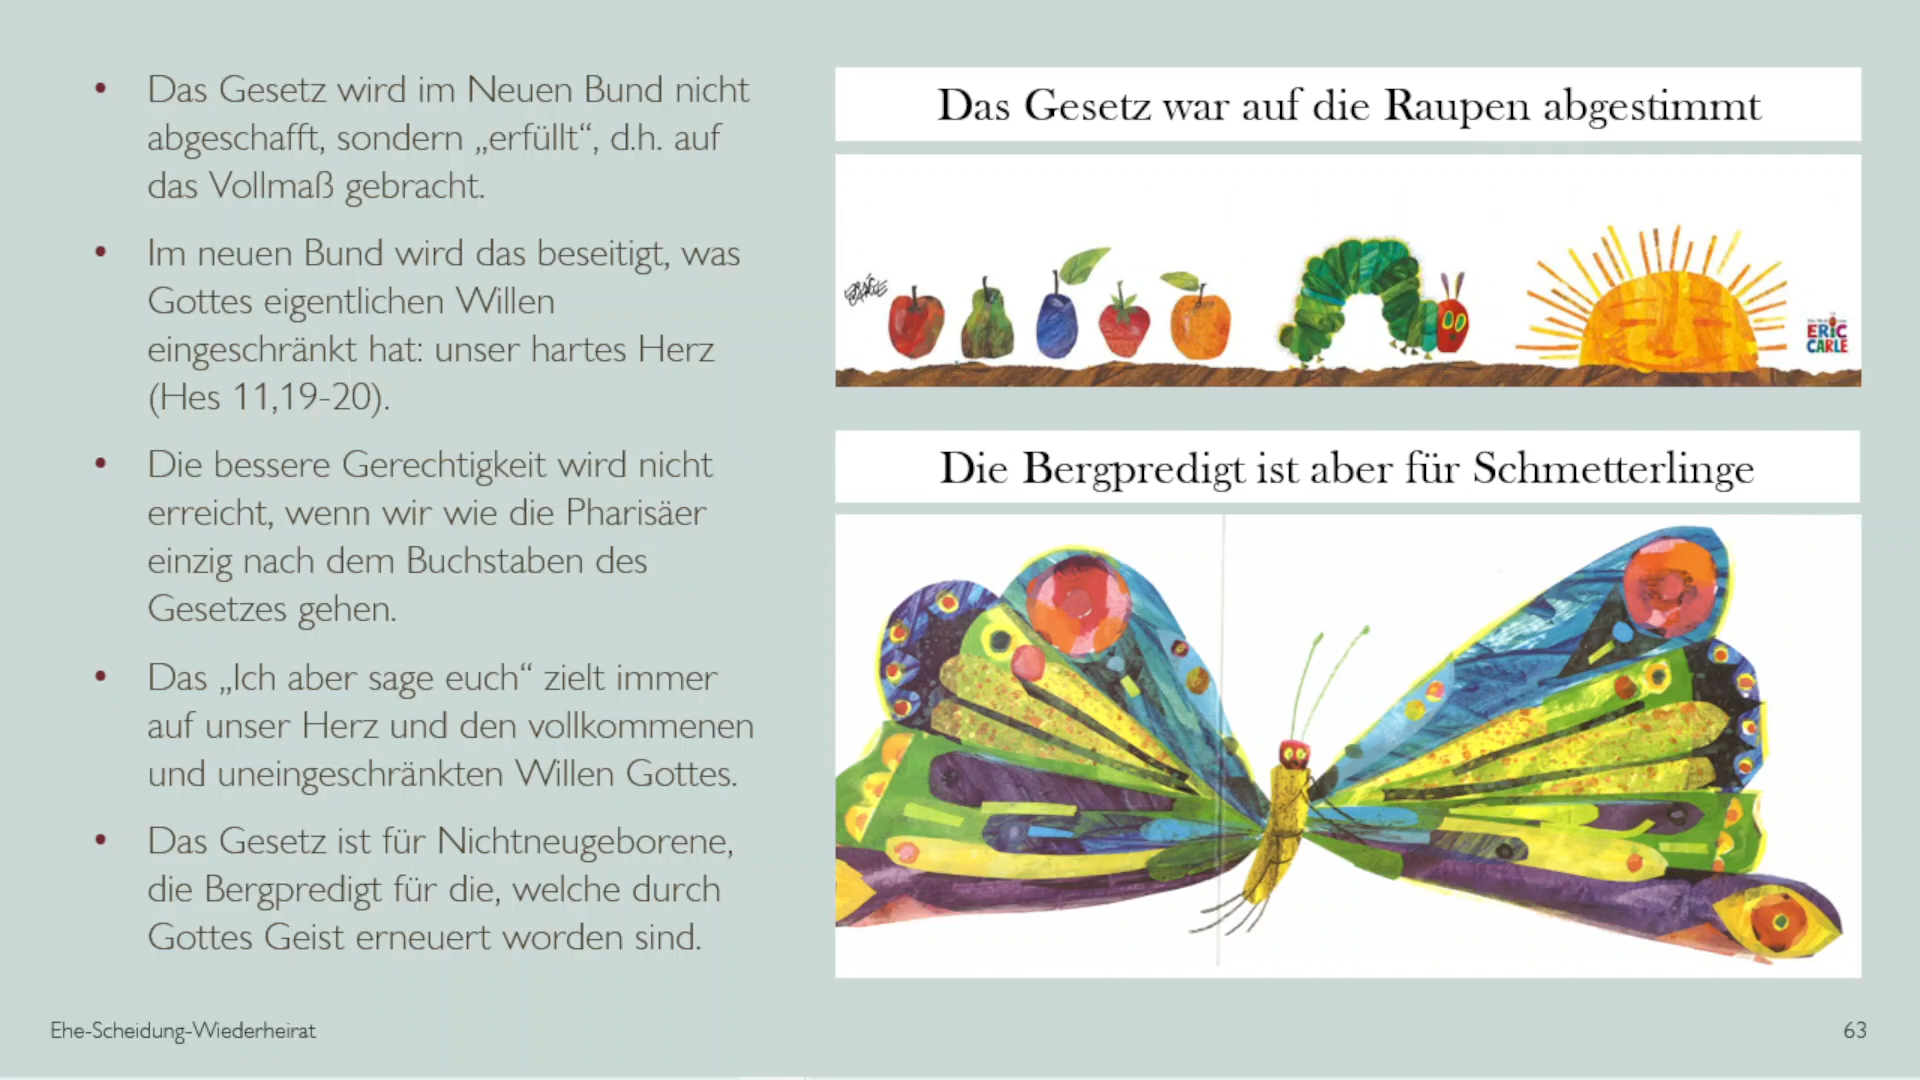 • Das Gesetz wird im Neuen Bund nicht
abgeschafft, sondern „erfüllt“, d.h. auf
das Vollmaß gebracht.
• Im neuen Bund wird das beseitigt, was
Gottes eigentlichen Willen
eingeschränkt hat: unser hartes Herz
(Hes 11,19-20).
• Die bessere Gerechtigkeit wird nicht
erreicht, wenn wir wie die Pharisäer
einzig nach dem Buchstaben des
Gesetzes gehen.
• Das „Ich aber sage euch“ zielt immer
auf unser Herz und den vollkommenen
und uneingeschränkten Willen Gottes.
• Das Gesetz ist für Nichtneugeborene,
die Bergpredigt für die, welche durch
Gottes Geist erneuert worden sind.
Das Gesetz war auf die Raupen abgestimmt
ERIC
CARLE
Die Bergpredigt ist aber für Schmetterlinge
Ehe-Scheidung-Wiederheirat
63